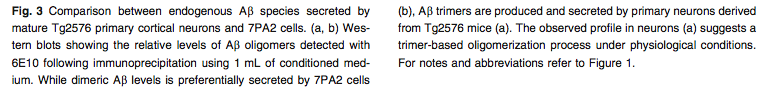 Fig. 3 Comparison between endogenous Aβ species secreted by
mature Tg2576 primary cortical neurons and 7PA2 cells. (a, b) Wes-
tern blots showing the relative levels of Aβ oligomers detected with
6E10 following immunoprecipitation using 1 mL of conditioned med-
ium. While dimeric Aβ levels is preferentially secreted by 7PA2 cells
(b), Aβ trimers are produced and secreted by primary neurons derived
from Tg2576 mice (a). The observed profile in neurons (a) suggests a
trimer-based oligomerization process under physiological conditions.
For notes and abbreviations refer to Figure 1.